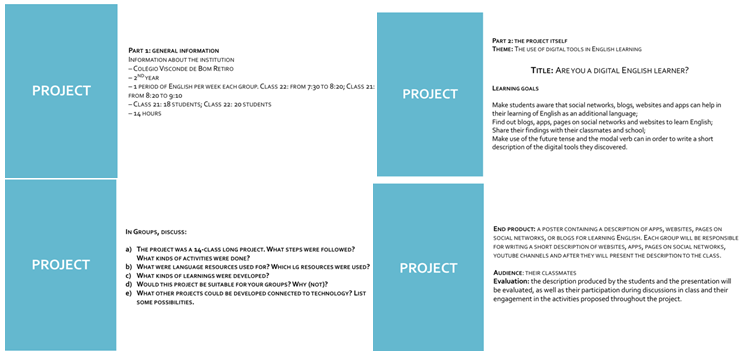 PROJECT
PART 1: GENERAL INFORMATION
INFORMATION ABOUT THE INSTITUTION
– COLÉGIO VISCONDE DE BOM RETIRO
– 2ND YEAR
– 1 PERIOD OF ENGLISH PER WEEK EACH GROUP. CLASS 22: FROM 7:30 TO 8:20; CLASS 21:
FROM 8:20 TO 9:10
– CLASS 21: 18 STUDENTS; CLASS 22: 20 STUDENTS
– 14 HOURS
PROJECT
PART 2: THE PROJECT ITSELF
THEME: THE USE OF DIGITAL TOOLS IN ENGLISH LEARNING
TITLE: ARE YOU A DIGITAL ENGLISH LEARNER?
LEARNING GOALS
Make students aware that social networks, blogs, websites and apps can help in
their learning of English as an additional language;
Find out blogs, apps, pages on social networks and websites to learn English;
Share their findings with their classmates and school;
Make use of the future tense and the modal verb can in order to write a short
description of the digital tools they discovered.
PROJECT
IN GROUPS, DISCUSS:
a) THE PROJECT WAS A 14-CLASS LONG PROJECT. WHAT STEPS WERE FOLLOWED?
WHAT KINDS OF ACTIVITIES WERE DONE?
b) WHAT WERE LANGUAGE RESOURCES USED FOR? WHICH LG RESOURCES WERE USED?
c) WHAT KINDS OF LEARNINGS WERE DEVELOPED?
d) WOULD THIS PROJECT BE SUITABLE FOR YOUR GROUPS? WHY (NOT)?
e) WHAT OTHER PROJECTS COULD BE DEVELOPED CONNECTED TO TECHNOLOGY? LIST
SOME POSSIBILITIES.
PROJECT
END PRODUCT: A POSTER CONTAINING A DESCRIPTION OF APPS, WEBSITES, PAGES ON
SOCIAL NETWORKS, OR BLOGS FOR LEARNING ENGLISH. EACH GROUP WILL BE RESPONSIBLE
FOR WRITING A SHORT DESCRIPTION OF WEBSITES, APPS, PAGES ON SOCIAL NETWORKS,
YOUTUBE CHANNELS AND AFTER THEY WILL PRESENT THE DESCRIPTION TO THE CLASS.
AUDIENCE: THEIR CLASSMATES
Evaluation: the description produced by the students and the presentation will
be evaluated, as well as their participation during discussions in class and their
engagement in the activities proposed throughout the project.